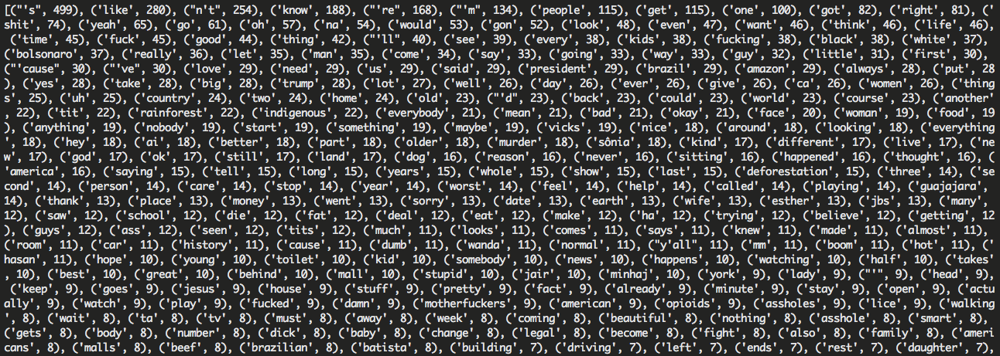 [("'s", 499), ('like', 280), ("n't", 254), ('know', 188), ("'re", 168), ("'m", 134), ('people', 115), ('get', 115), ('one', 100), ('got', 82), ('right', 81), ('
shit', 74), ('yeah', 65), ('go', 61), ('oh', 57), ('na', 54), ('would', 53), ('gon', 52), ('look', 48), ('even', 47), ('want', 46), ('think', 46), ('life', 46),
('time', 45), ('fuck', 45), ('good', 44), ('thing', 42), ("'ll", 40), ('see', 39), ('every', 38), ('kids', 38), ('fucking', 38), ('black', 38), ('white', 37),
('bolsonaro', 37), ('really', 36), ('let', 35), ('man', 35), ('come', 34), ('say', 33), ('going', 33), ('way', 33), ('guy', 32), ('little', 31), ('first', 30),
("'cause", 30), ("'ve", 30), ('love', 29), ('need', 29), ('us', 29), ('said', 29), ('president', 29), ('brazil', 29), ('amazon', 29), ('always', 28), ('put', 28
), ('yes', 28), ('take', 28), ('big', 28), ('trump', 28), ('lot', 27), ('well', 26), ('day', 26), ('ever', 26), ('give', 26), ('ca', 26), ('women', 26), ('thing
s', 25), ('uh', 25), ('country', 24), ('two', 24), ('home', 24), ('old', 23), ("'d", 23), ('back', 23), ('could', 23), ('world', 23), ('course', 23), ('another'
, 22), ('tit', 22), ('rainforest', 22), ('indigenous', 22), ('everybody', 21), ('mean', 21), ('bad', 21), ('okay', 21), ('face', 20), ('woman', 19), ('food', 19
), ('anything', 19), ('nobody', 19), ('start', 19), ('something', 19), ('maybe', 19), ('vicks', 19), ('nice', 18), ('around', 18), ('looking', 18), ('everything
', 18), ('hey', 18), ('ai', 18), ('better', 18), ('part', 18), ('older', 18), ('murder', 18), ('sônia', 18), ('kind', 17), ('different', 17), ('live', 17), ('ne
w', 17), ('god', 17), ('ok', 17), ('still', 17), ('land', 17), ('dog', 16), ('reason', 16), ('never', 16), ('sitting', 16), ('happened', 16), ('thought', 16), (
'america', 16), ('saying', 15), ('tell', 15), ('long', 15), ('years', 15), ('whole', 15), ('show', 15), ('last', 15), ('deforestation', 15), ('three', 14), ('se
cond', 14), ('person', 14), ('care', 14), ('stop', 14), ('year', 14), ('worst', 14), ('feel', 14), ('help', 14), ('called', 14), ('playing', 14), ('guajajara',
14), ('thank', 13), ('place', 13), ('money', 13), ('went', 13), ('sorry', 13), ('date', 13), ('earth', 13), ('wife', 13), ('esther', 13), ('jbs', 13), ('many',
12), ('saw', 12), ('school', 12), ('die', 12), ('fat', 12), ('deal', 12), ('eat', 12), ('make', 12), ('ha', 12), ('trying', 12), ('believe', 12), ('getting', 12
), ('guys', 12), ('ass', 12), ('seen', 12), ('tits', 12), ('much', 11), ('looks', 11), ('comes', 11), ('says', 11), ('knew', 11), ('made', 11), ('almost', 11),
('room', 11), ('car', 11), ('history', 11), ('cause', 11), ('dumb', 11), ('wanda', 11), ('normal', 11), ("y'all", 11), ('mm', 11), ('boom', 11), ('hot', 11), ('
hasan', 11), ('hope', 10), ('young', 10), ('toilet', 10), ('kid', 10), ('somebody', 10), ('news', 10), ('happens', 10), ('watching', 10), ('half', 10), ('takes'
, 10), ('best', 10), ('great', 10), ('behind', 10), ('mall', 10), ('stupid', 10), ('jair', 10), ('minhaj', 10), ('york', 9), ('lady', 9), ("'", 9), ('head', 9),
('keep', 9), ('goes', 9), ('jesus', 9), ('house', 9), ('stuff', 9), ('pretty', 9), ('fact', 9), ('already', 9), ('minute', 9), ('stay', 9), ('open', 9), ('actu
ally', 9), ('watch', 9), ('play', 9), ('fucked', 9), ('damn', 9), ('motherfuckers', 9), ('american', 9), ('opioids', 9), ('assholes', 9), ('lice', 9), ('walking
', 8), ('wait', 8), ('ta', 8), ('tv', 8), ('must', 8), ('away', 8), ('week', 8), ('coming', 8), ('beautiful', 8), ('nothing', 8), ('asshole', 8), ('smart', 8),
('gets', 8), ('body', 8), ('number', 8), ('dick', 8), ('baby', 8), ('change', 8), ('legal', 8), ('become', 8), ('fight', 8), ('also', 8), ('family', 8), ('ameri
cans', 8), ('malls', 8), ('beef', 8), ('brazilian', 8), ('batista', 8), ('building', 7), ('driving', 7), ('left', 7), ('ends', 7), ('rest', 7), ('daughter', 7),